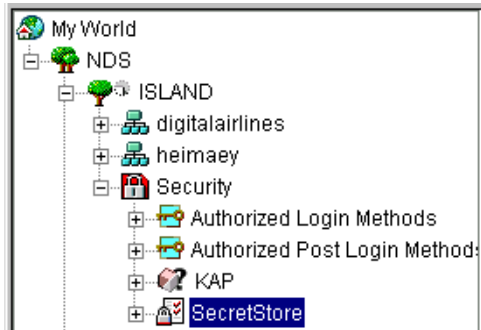 My World
NDS
ISLAND
digitalairlines
heimaey
Security
Authorized Login Methods
Authorized Post Login Method
KAP
SecretStore